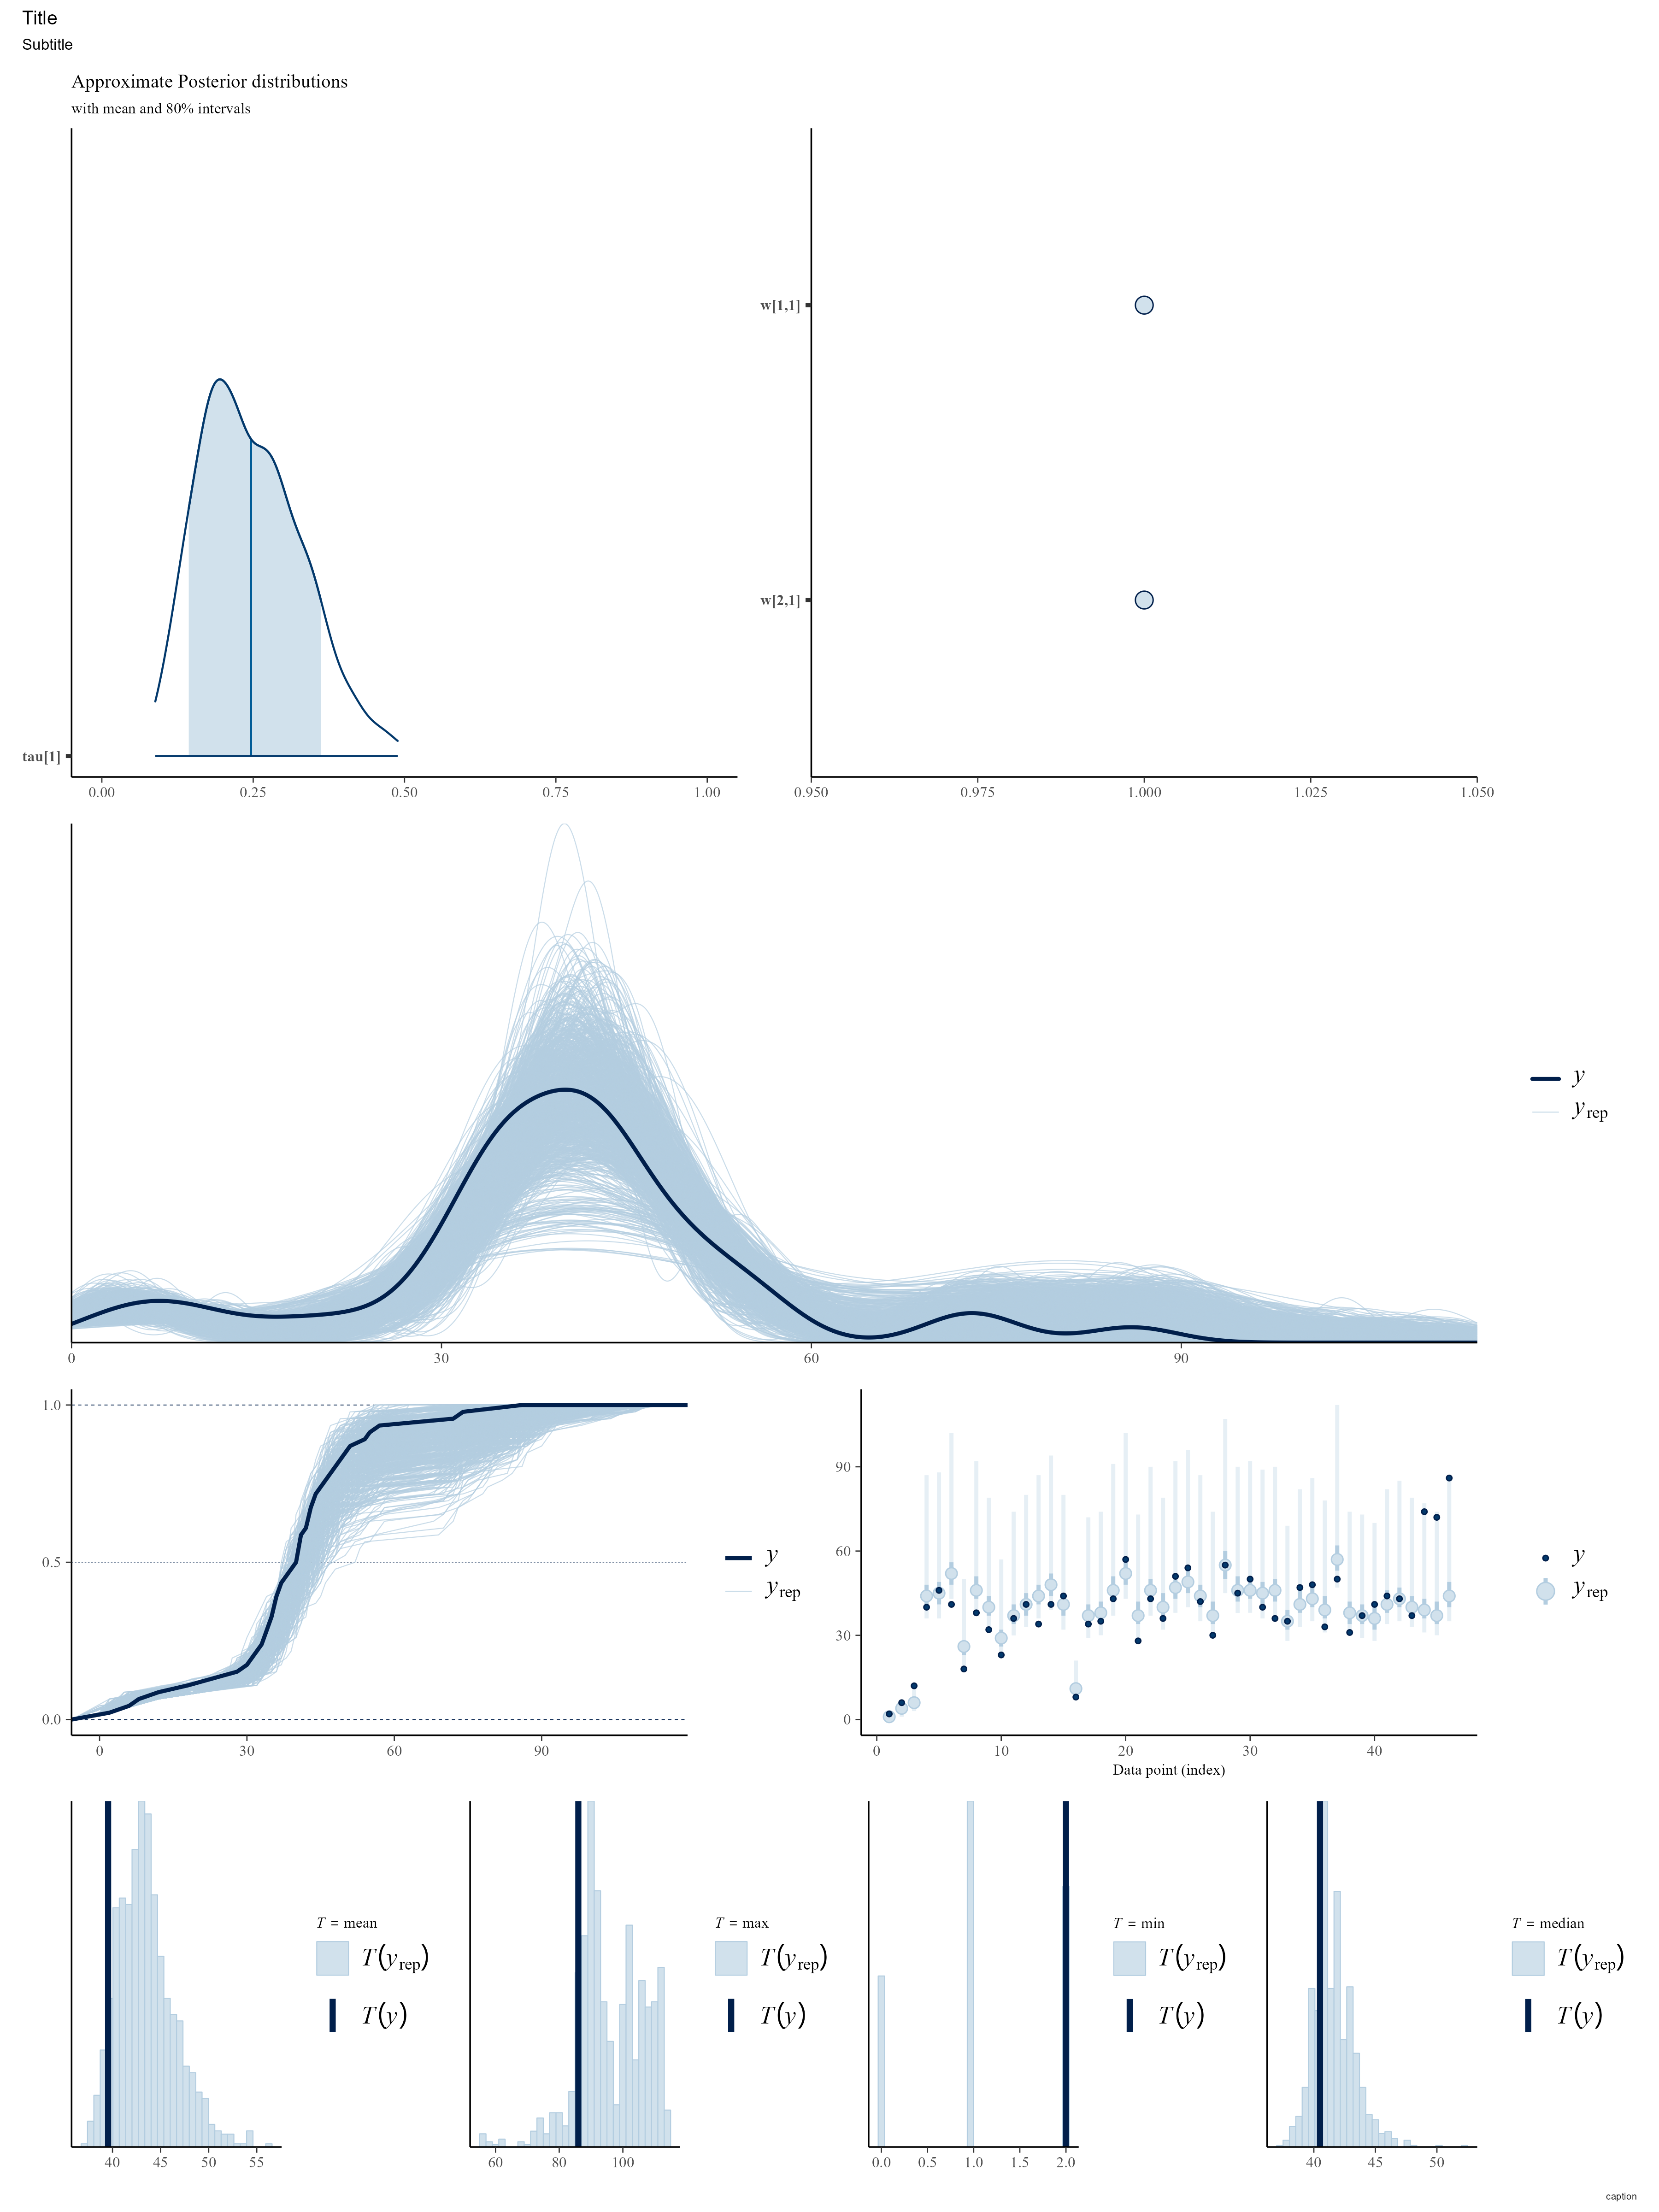 Title
Subtitle
Approximate Posterior distributions
with mean and 80% intervals
tau[1]
0.00 0.25 0.50 0.75 1.00
w[1,1]
w[2,1]
0.950 0.975 1.000 1.025 1.050
0 30 60 90
y
yrep
1.0
0.5
0.0
0 30 60 90
y
yrep
90
60
30
0
0 10 20 30 40
Data point (index)
y
yrep
40 45 50 55
T = mean
T(yrep)
T(y)
60 80 100
T = max
T(yrep)
T(y)
0.0 0.5 1.0 1.5 2.0
T = min
T(yrep)
T(y)
40 45 50
T = median
T(yrep)
T(y)
caption